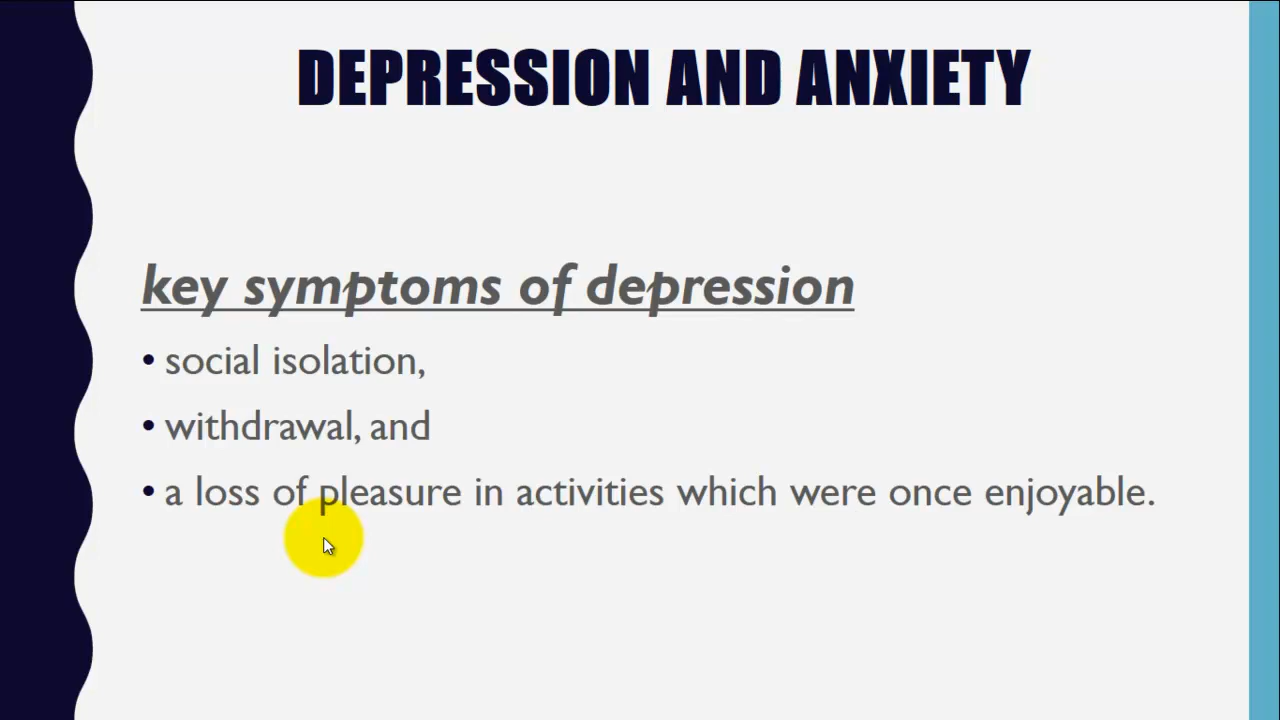 DEPRESSION AND ANXIETY
key symptoms of depression
• social isolation,
• withdrawal, and
• a loss of pleasure in activities which were once enjoyable.